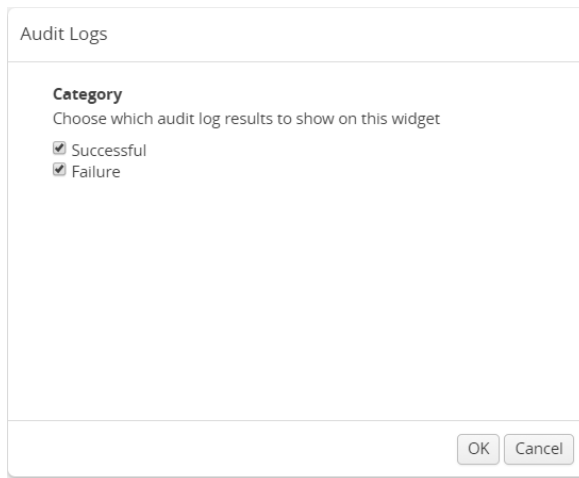 Audit Logs
Category
Choose which audit log results to show on this widget
Successful
Failure
OK Cancel